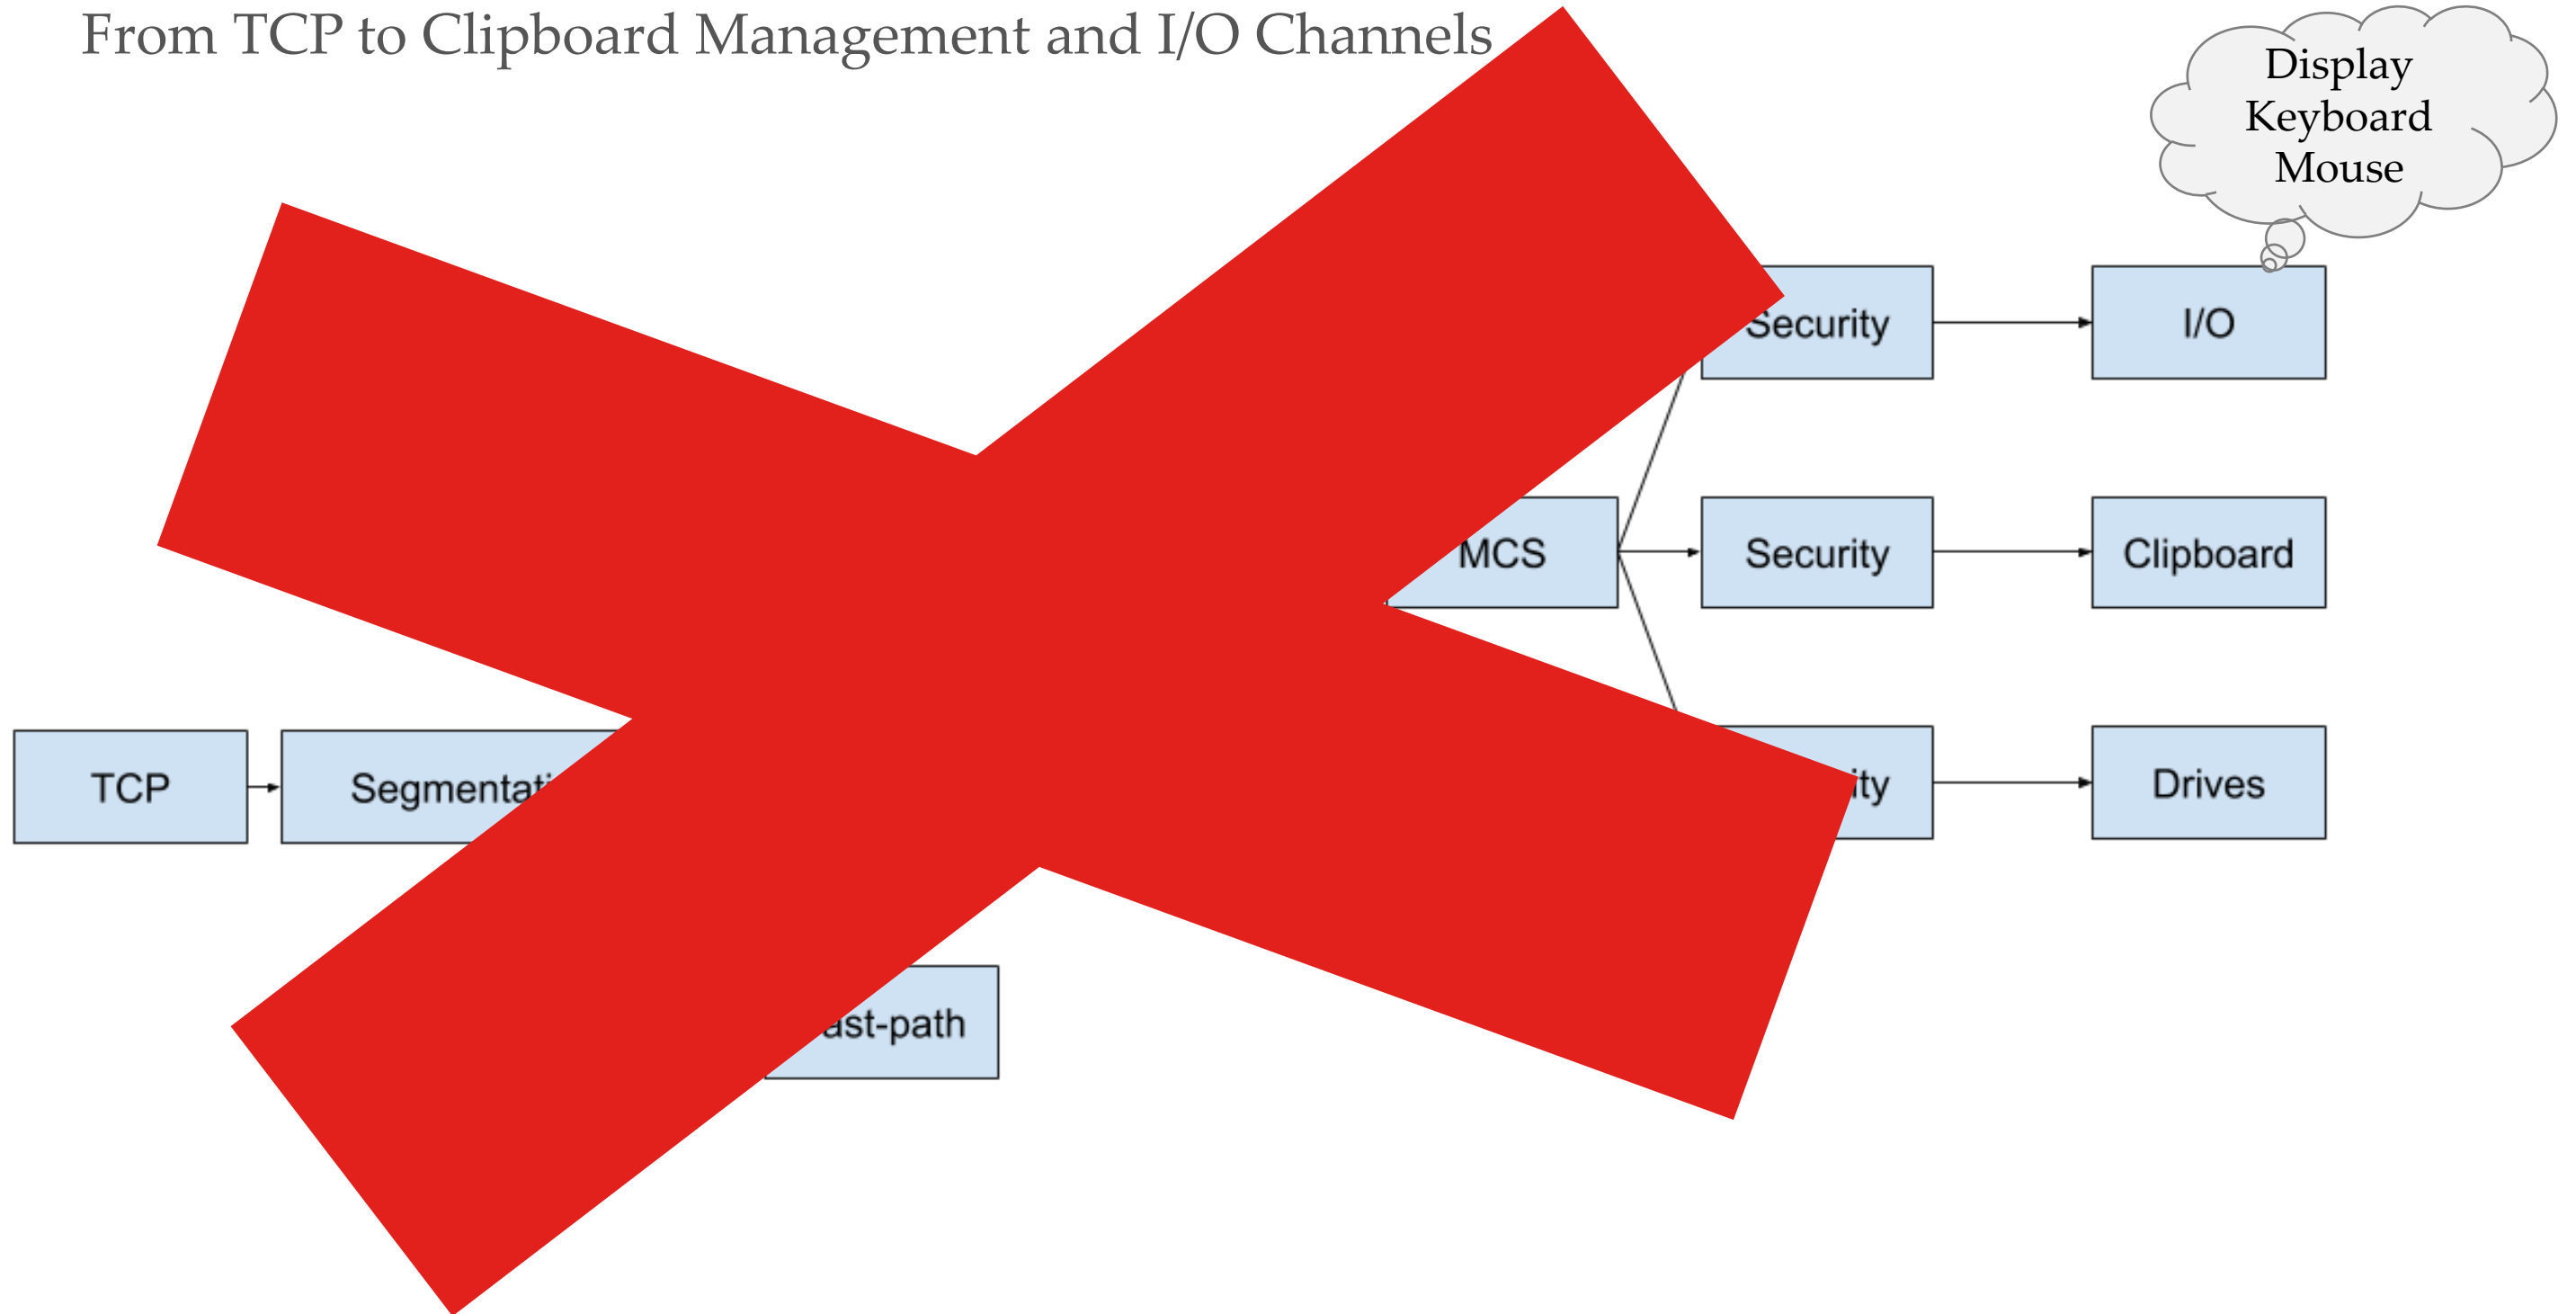 From TCP to Clipboard Management and I/O Channels
Display
Keyboard
Mouse
Security
I/O
MCS
Security
Clipboard
TCP
Drives